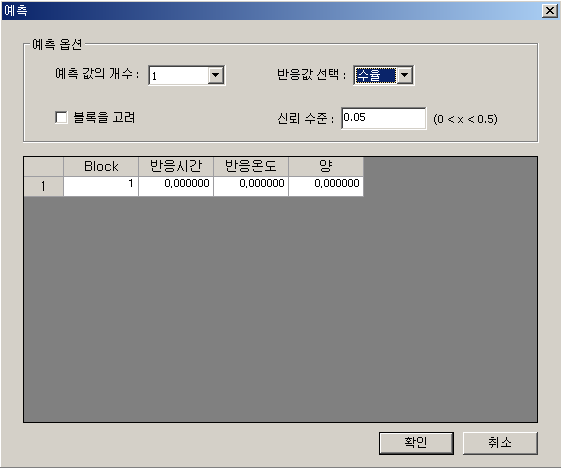 예측
예측 옵션
예측 값의 개수 : 1 반응값 선택 : 수율
블록을 고려 신뢰 수준 : 0.05 (0 < x < 0.5)
Block 반응시간 반응온도 양
1 1 0,000000 0,000000 0,000000
확인 취소